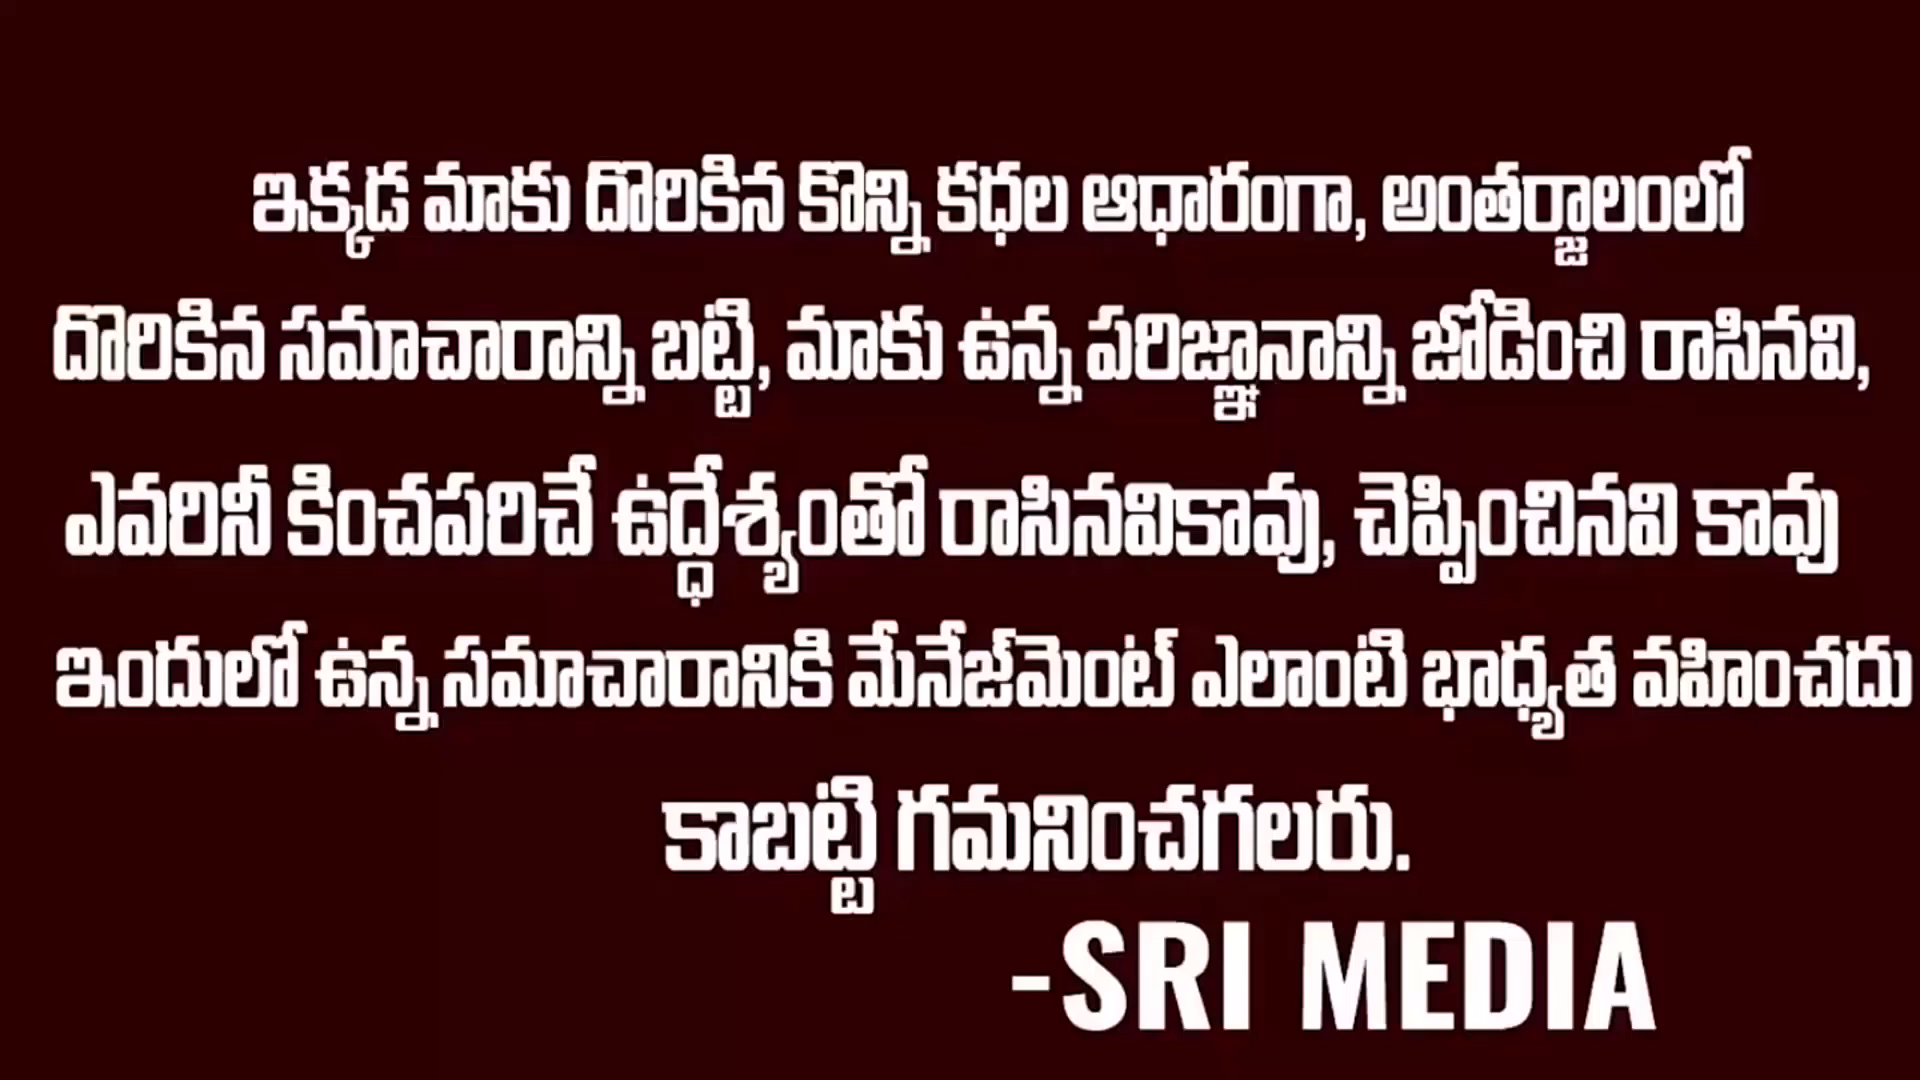 ఇక్కడ మాకు దొరికిన కొన్ని కధల ఆధారంగా, అంతర్జాలంలో
దొరికిన సమాచారాన్ని బట్టి, మాకు ఉన్న పరిజ్ఞానాన్ని జోడించి రాసినవి,
ఎవరినీ కించపరిచే ఉద్ధేశ్యంతో రాసినవికావు, చెప్పించినవి కావు
ఇందులో ఉన్న సమాచారానికి మేనేజ్‌మెంట్ ఎలాంటి భాధ్యత వహించదు
కాబట్టి గమనించగలరు.
-SRI MEDIA